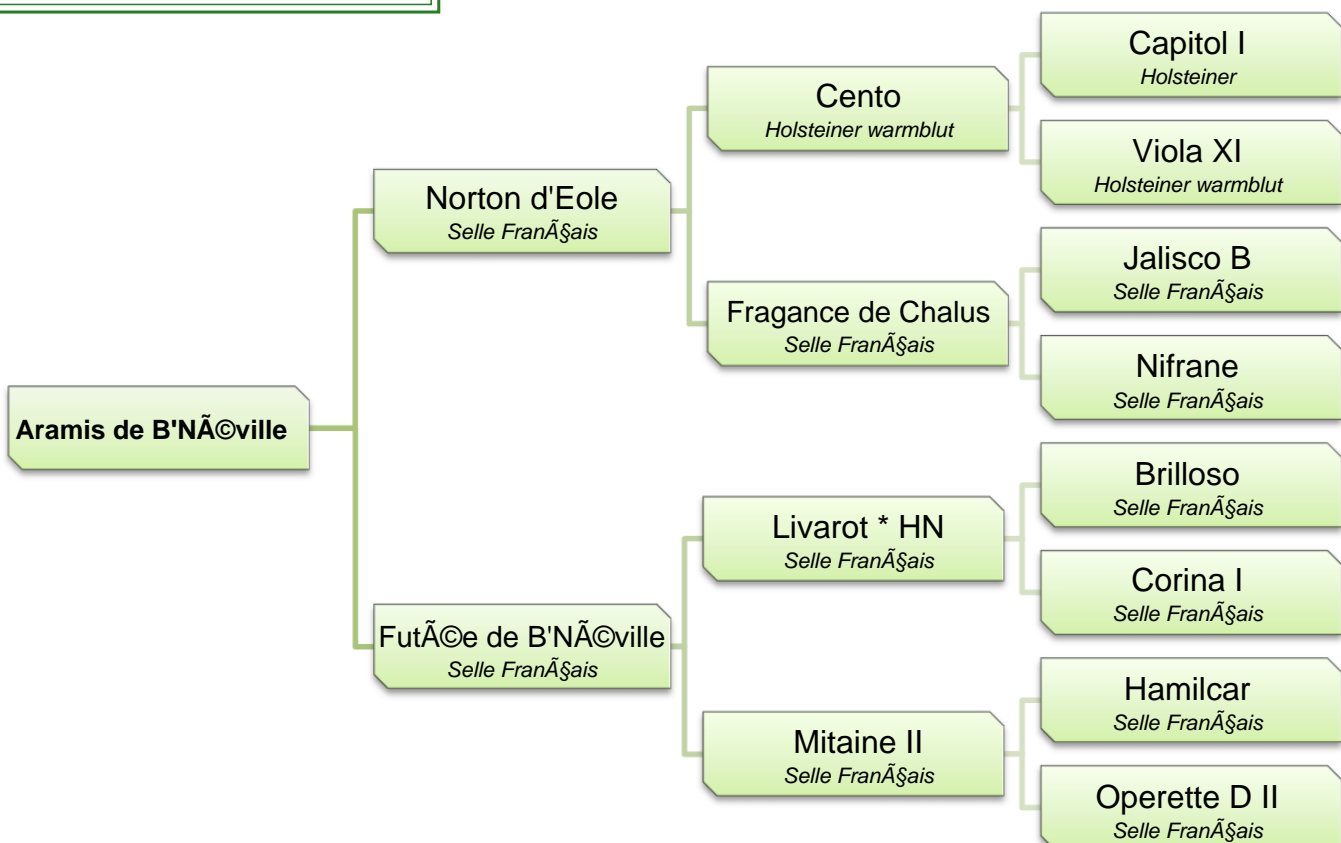 Capitol I
Holsteiner
Cento
Holsteiner warmblut
Viola XI
Holsteiner warmblut
Norton d'Eole
Selle FranÃ§ais
Jalisco B
Selle FranÃ§ais
Fragance de Chalus
Selle FranÃ§ais
Nifrane
Selle FranÃ§ais
Aramis de B'NÃ©ville
Brilloso
Selle FranÃ§ais
Livarot * HN
Selle FranÃ§ais
Corina I
Selle FranÃ§ais
FutÃ©e de B'NÃ©ville
Selle FranÃ§ais
Hamilcar
Selle FranÃ§ais
Mitaine II
Selle FranÃ§ais
Operette D II
Selle FranÃ§ais